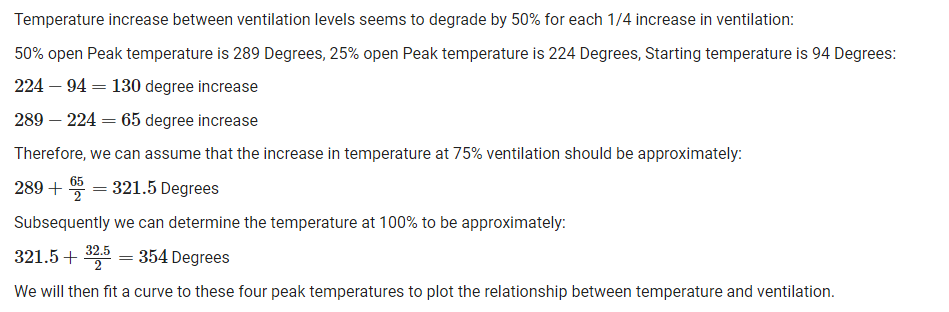 Temperature increase between ventilation levels seems to degrade by 50% for each 1/4 increase in ventilation:
50% open Peak temperature is 289 Degrees, 25% open Peak temperature is 224 Degrees, Starting temperature is 94 Degrees:
224 − 94 = 130 degree increase
289 − 224 = 65 degree increase
Therefore, we can assume that the increase in temperature at 75% ventilation should be approximately:
289 + 65/2 = 321.5 Degrees
Subsequently we can determine the temperature at 100% to be approximately:
321.5 + 32.5/2 = 354 Degrees
We will then fit a curve to these four peak temperatures to plot the relationship between temperature and ventilation.